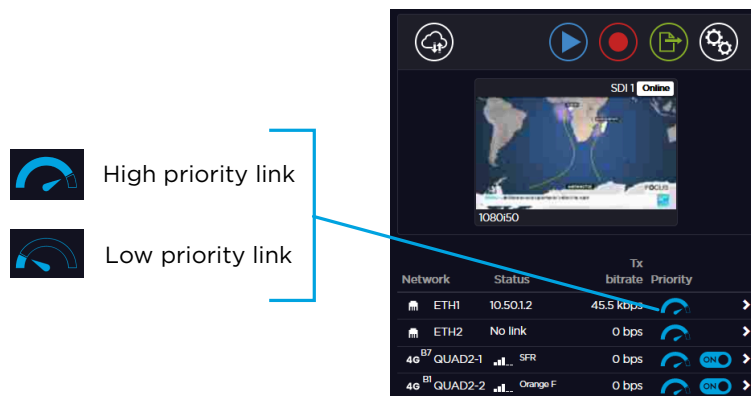 High priority link
Low priority link
SDI 1 Online
FOCUS
1080i50
Network Status Tx bitrate Priority
ETH1 10.50.1.2 45.5 kbps
ETH2 No link 0 bps
4G B7 QUAD2-1 SFR 0 bps ON
4G B1 QUAD2-2 Orange F 0 bps ON